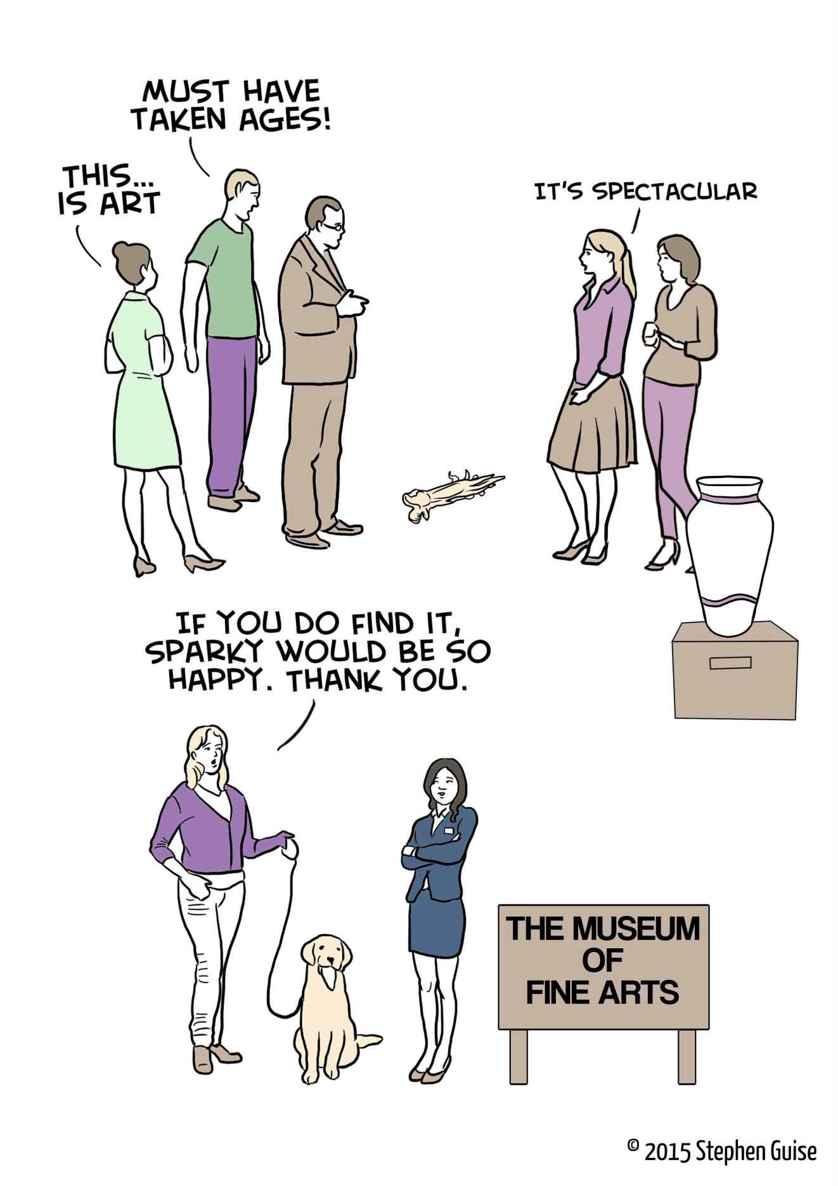 MUST HAVE
TAKEN AGES!
THIS...
IS ART
IT'S SPECTACULAR
IF YOU DO FIND IT,
SPARKY WOULD BE SO
HAPPY. THANK YOU.
THE MUSEUM
OF
FINE ARTS
© 2015 Stephen Guise